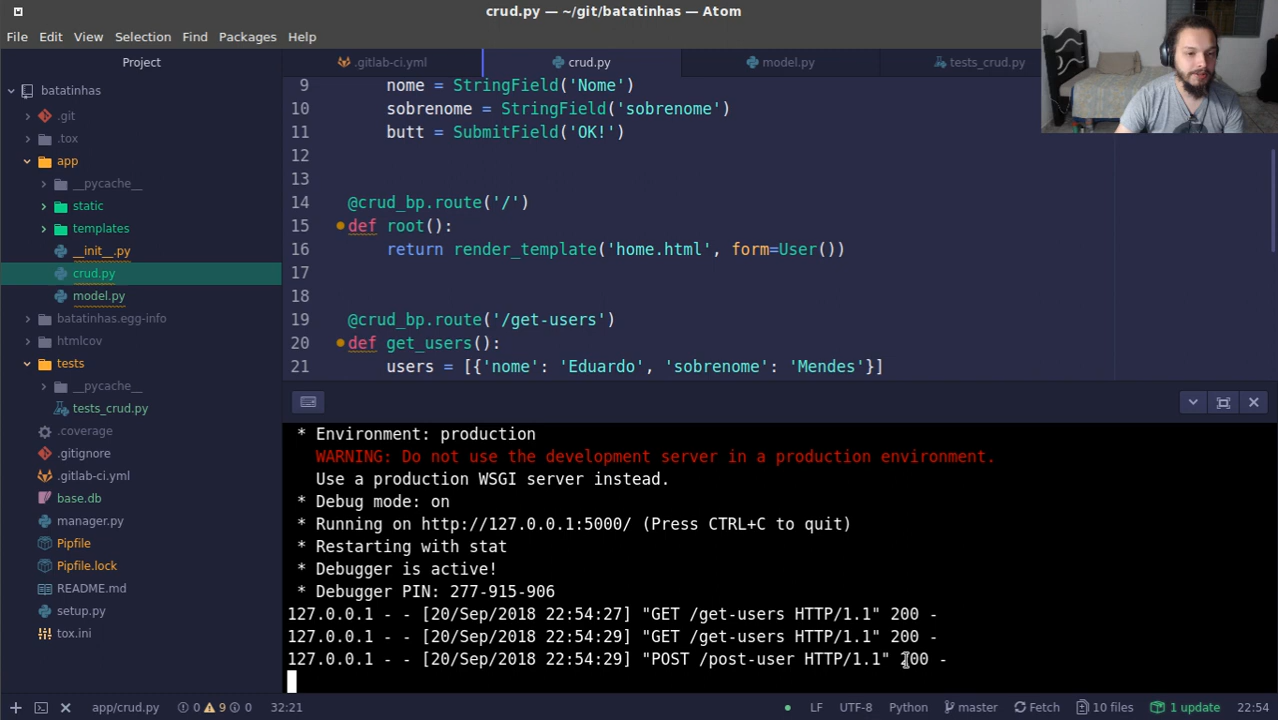 crud.py — ~/git/batatinhas — Atom
File Edit View Selection Find Packages Help
Project
batatinhas
.git
.tox
app
__pycache__
static
templates
__init__.py
crud.py
model.py
batatinhas.egg-info
htmlcov
tests
__pycache__
tests_crud.py
.coverage
.gitignore
.gitlab-ci.yml
base.db
manager.py
Pipfile
Pipfile.lock
README.md
setup.py
tox.ini
.gitlab-ci.yml crud.py model.py tests_crud.py
9 nome = StringField('Nome')
10 sobrenome = StringField('sobrenome')
11 butt = SubmitField('OK!')
12
13
14 @crud_bp.route('/')
15 def root():
16 return render_template('home.html', form=User())
17
18
19 @crud_bp.route('/get-users')
20 def get_users():
21 users = [{'nome': 'Eduardo', 'sobrenome': 'Mendes'}]
* Environment: production
WARNING: Do not use the development server in a production environment.
Use a production WSGI server instead.
* Debug mode: on
* Running on http://127.0.0.1:5000/ (Press CTRL+C to quit)
* Restarting with stat
* Debugger is active!
* Debugger PIN: 277-915-906
127.0.0.1 - - [20/Sep/2018 22:54:27] "GET /get-users HTTP/1.1" 200 -
127.0.0.1 - - [20/Sep/2018 22:54:29] "GET /get-users HTTP/1.1" 200 -
127.0.0.1 - - [20/Sep/2018 22:54:29] "POST /post-user HTTP/1.1" 200 -
app/crud.py 0 9 0 32:21 LF UTF-8 Python master Fetch 10 files 1 update 22:54